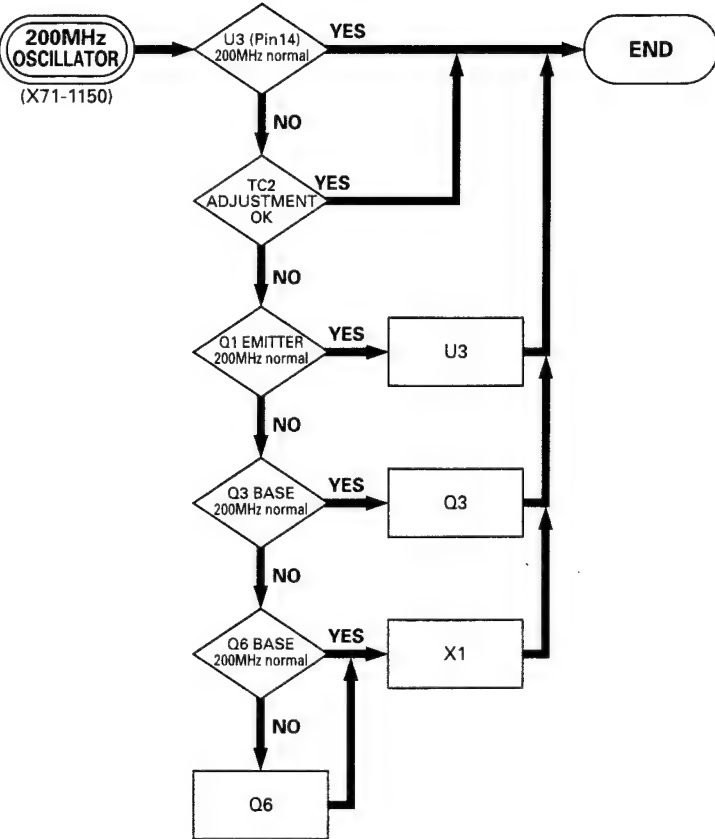 200MHz
OSCILLATOR
(X71-1150)
U3 (Pin14)
200MHz normal
YES
END
NO
TC2
ADJUSTMENT
OK
YES
NO
Q1 EMITTER
200MHz normal
YES
U3
NO
Q3 BASE
200MHz normal
YES
Q3
NO
Q6 BASE
200MHz normal
YES
X1
NO
Q6